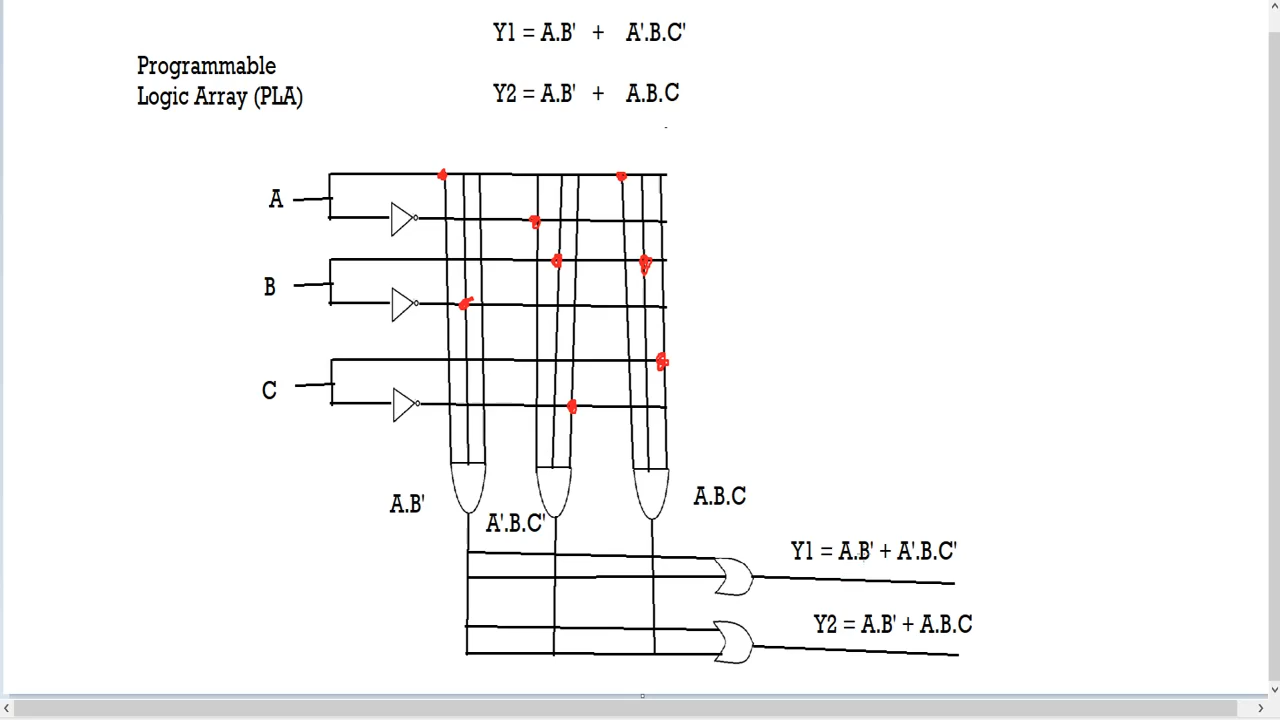 Y1 = A.B' + A'.B.C'
Programmable
Logic Array (PLA)
Y2 = A.B' + A.B.C
A
B
C
A.B'
A'.B.C'
A.B.C
Y1 = A.B' + A'.B.C'
Y2 = A.B' + A.B.C